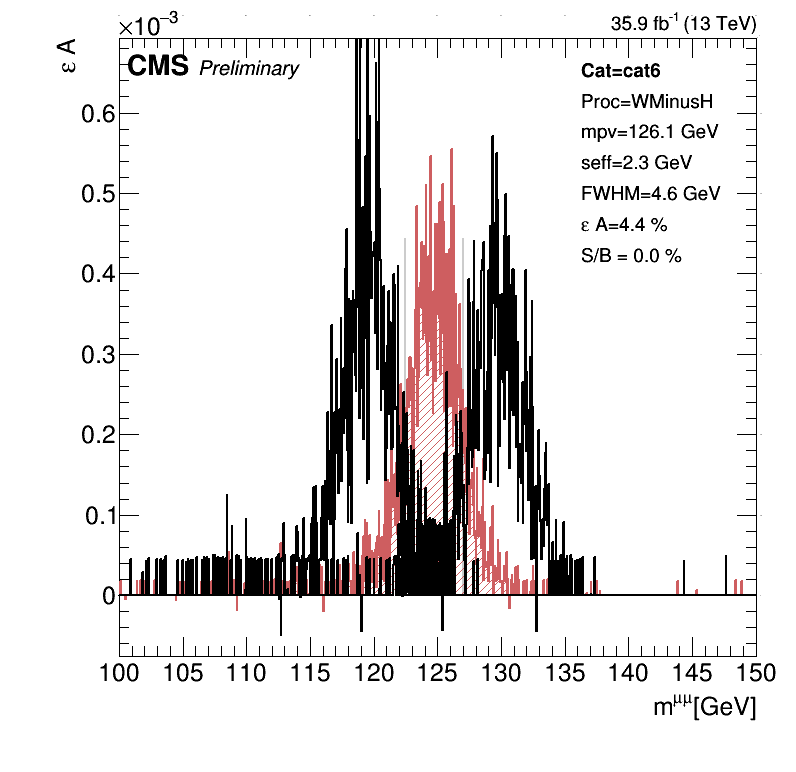 ×10⁻³
35.9 fb⁻¹ (13 TeV)
ε A
CMS Preliminary
Cat=cat6
Proc=WMinusH
mpv=126.1 GeV
seff=2.3 GeV
FWHM=4.6 GeV
ε A=4.4 %
S/B = 0.0 %
0.6
0.5
0.4
0.3
0.2
0.1
0
100 105 110 115 120 125 130 135 140 145 150
m^μμ[GeV]